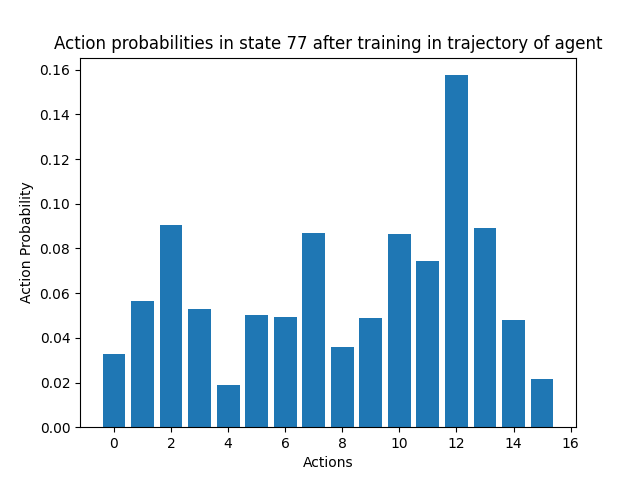 Action probabilities in state 77 after training in trajectory of agent
0.16
0.14
0.12
0.10
0.08
0.06
0.04
0.02
0.00
Action Probability
0 2 4 6 8 10 12 14 16
Actions